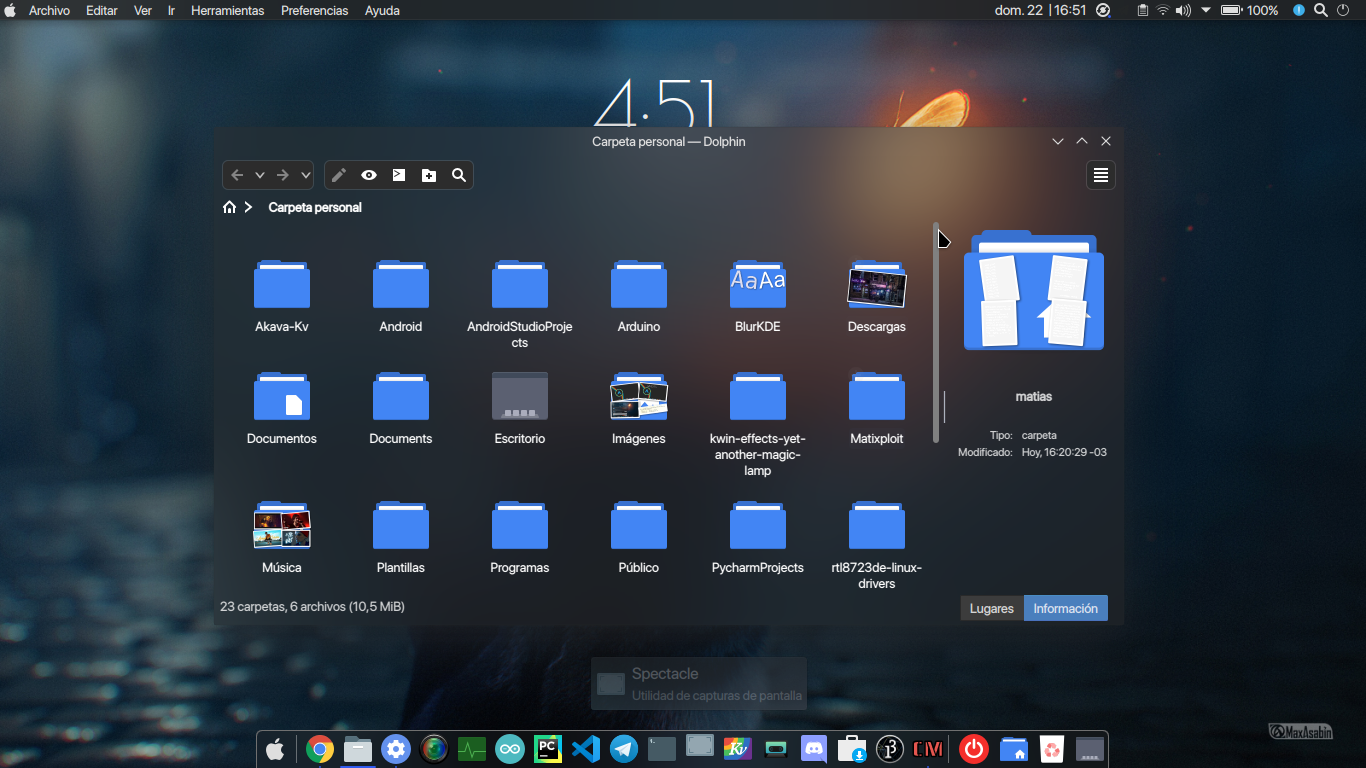 Archivo Editar Ver Ir Herramientas Preferencias Ayuda dom. 22 | 16:51 100%
4:51
Carpeta personal — Dolphin
Carpeta personal
Akava-Kv Android AndroidStudioProje BlurKDE Arduino Descargas
cts
AaAa
Documentos Documents Escritorio Imágenes kwin-effects-yet- Matixploit
another-magic-
lamp
Música Plantillas Programas Público PycharmProjects rtl8723de-linux-
drivers
matias
Tipo: carpeta
Modificado: Hoy, 16:20:29 -03
23 carpetas, 6 archivos (10,5 MiB)
Lugares Información
Spectacle
Utilidad de capturas de pantalla
MaxAsabin
PC Kv β CIM